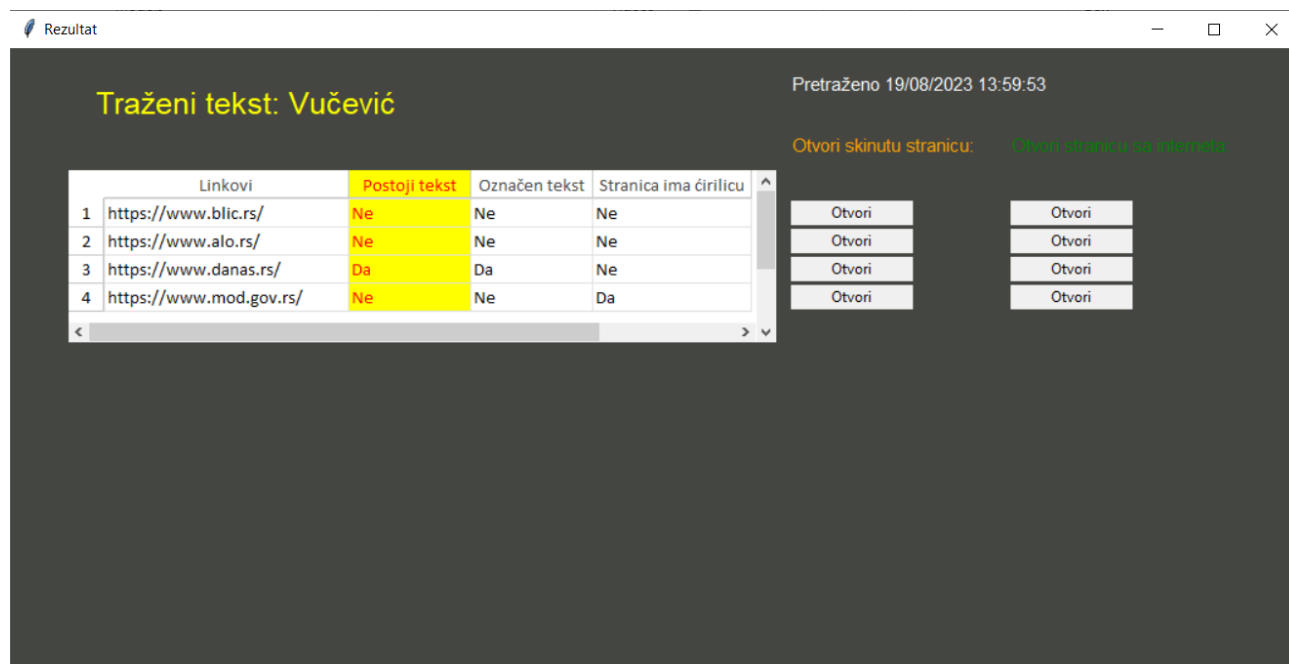 Rezultat
Traženi tekst: Vučević
Pretraženo 19/08/2023 13:59:53
Otvori skinutu stranicu: Otvori stranicu sa interneta:
Linkovi Postoji tekst Označen tekst Stranica ima ćirilicu
1 https://www.blic.rs/ Ne Ne Ne Otvori Otvori
2 https://www.alo.rs/ Ne Ne Ne Otvori Otvori
3 https://www.danas.rs/ Da Da Ne Otvori Otvori
4 https://www.mod.gov.rs/ Ne Ne Da Otvori Otvori